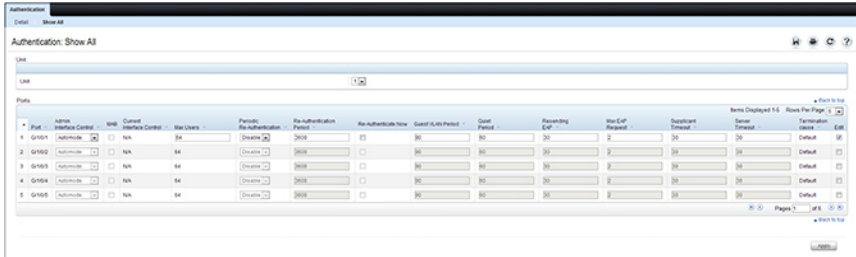 Authentication
Detail Show All
Authentication: Show All
Unit
Unit 1
Ports
Back to top
Items Displayed 1-5 Rows Per Page 5
Port Admin Interface Control MAB Current Interface Control Max Users Periodic Re-Authentication Re-Authentication Period Re-Authenticate Now Guest VLAN Period Quiet Period Resending EAP Max EAP Request Supplicant Timeout Server Timeout Termination cause Edit
1 Gi1/0/1 Automode N/A 64 Disable 3600 90 60 30 2 30 30 Default
2 Gi1/0/2 Automode N/A 64 Disable 3600 90 60 30 2 30 30 Default
3 Gi1/0/3 Automode N/A 64 Disable 3600 90 60 30 2 30 30 Default
4 Gi1/0/4 Automode N/A 64 Disable 3600 90 60 30 2 30 30 Default
5 Gi1/0/5 Automode N/A 64 Disable 3600 90 60 30 2 30 30 Default
Pages 1 of 6
Back to top
Apply